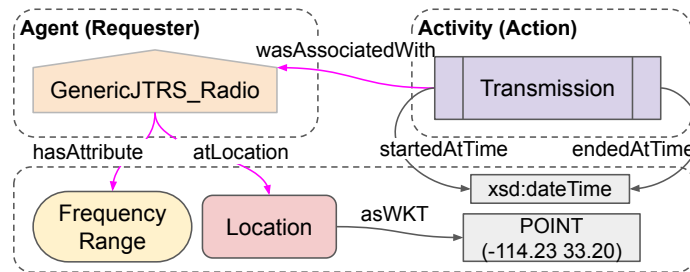 Agent (Requester)
Activity (Action)
wasAssociatedWith
GenericJTRS_Radio
Transmission
hasAttribute
atLocation
startedAtTime
endedAtTime
xsd:dateTime
Frequency
Range
Location
asWKT
POINT
(-114.23 33.20)